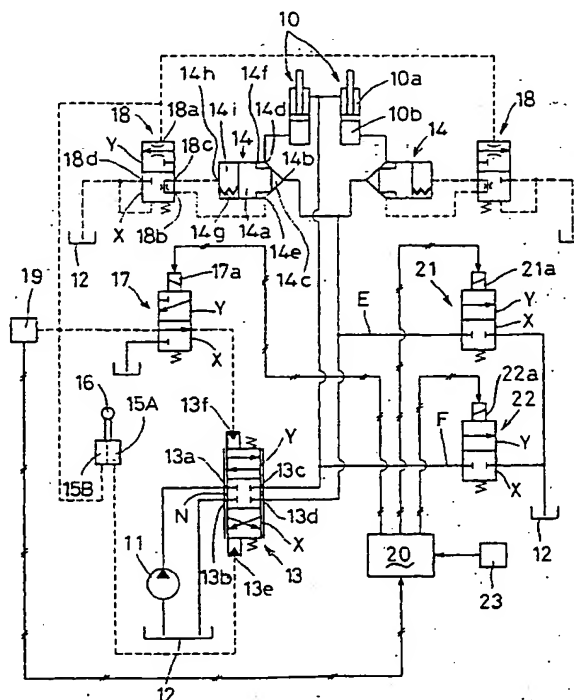 10
14h
14f
14i
14d
10a
10b
18
18a
18
14
14
Y
18c
14b
18d
X
18b
14a
14e
14g
14c
12
17
17a
21
21a
19
Y
E
Y
X
X
16
15A
22a
22
13f
F
Y
15B
13a
Y
13c
X
N
13d
12
11
13b
X
20
13e
13
23
12